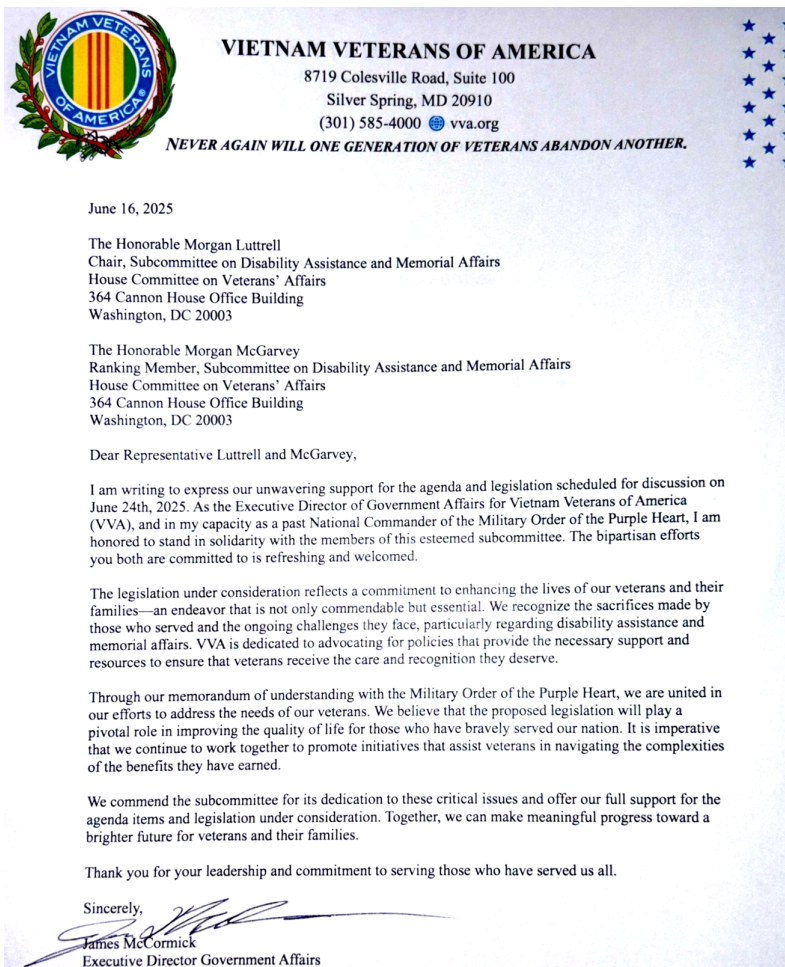 VIETNAM VETERANS
OF AMERICA®
VIETNAM VETERANS OF AMERICA
8719 Colesville Road, Suite 100
Silver Spring, MD 20910
(301) 585-4000 vva.org
NEVER AGAIN WILL ONE GENERATION OF VETERANS ABANDON ANOTHER.
June 16, 2025
The Honorable Morgan Luttrell
Chair, Subcommittee on Disability Assistance and Memorial Affairs
House Committee on Veterans' Affairs
364 Cannon House Office Building
Washington, DC 20003
The Honorable Morgan McGarvey
Ranking Member, Subcommittee on Disability Assistance and Memorial Affairs
House Committee on Veterans' Affairs
364 Cannon House Office Building
Washington, DC 20003
Dear Representative Luttrell and McGarvey,
I am writing to express our unwavering support for the agenda and legislation scheduled for discussion on
June 24th, 2025. As the Executive Director of Government Affairs for Vietnam Veterans of America
(VVA), and in my capacity as a past National Commander of the Military Order of the Purple Heart, I am
honored to stand in solidarity with the members of this esteemed subcommittee. The bipartisan efforts
you both are committed to is refreshing and welcomed.
The legislation under consideration reflects a commitment to enhancing the lives of our veterans and their
families—an endeavor that is not only commendable but essential. We recognize the sacrifices made by
those who served and the ongoing challenges they face, particularly regarding disability assistance and
memorial affairs. VVA is dedicated to advocating for policies that provide the necessary support and
resources to ensure that veterans receive the care and recognition they deserve.
Through our memorandum of understanding with the Military Order of the Purple Heart, we are united in
our efforts to address the needs of our veterans. We believe that the proposed legislation will play a
pivotal role in improving the quality of life for those who have bravely served our nation. It is imperative
that we continue to work together to promote initiatives that assist veterans in navigating the complexities
of the benefits they have earned.
We commend the subcommittee for its dedication to these critical issues and offer our full support for the
agenda items and legislation under consideration. Together, we can make meaningful progress toward a
brighter future for veterans and their families.
Thank you for your leadership and commitment to serving those who have served us all.
Sincerely,
James McCormick
Executive Director Government Affairs